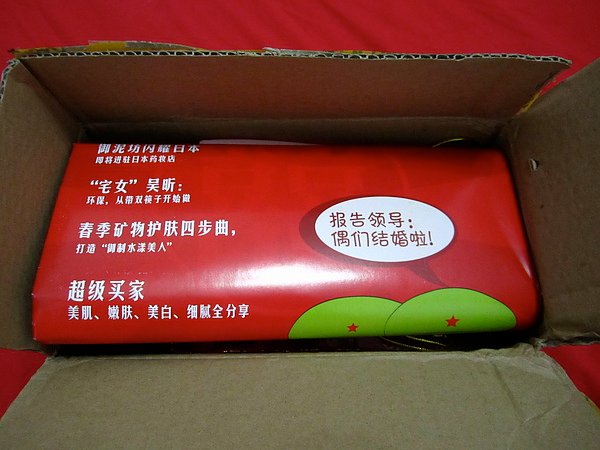 御泥坊闪耀日本
即将进驻日本药妆店
“宅女”吴昕：
环保，从带双筷子开始做
春季矿物护肤四步曲，
打造“御制水漾美人”
超级买家
美肌、嫩肤、美白、细腻全分享
报告领导：
偶们结婚啦！